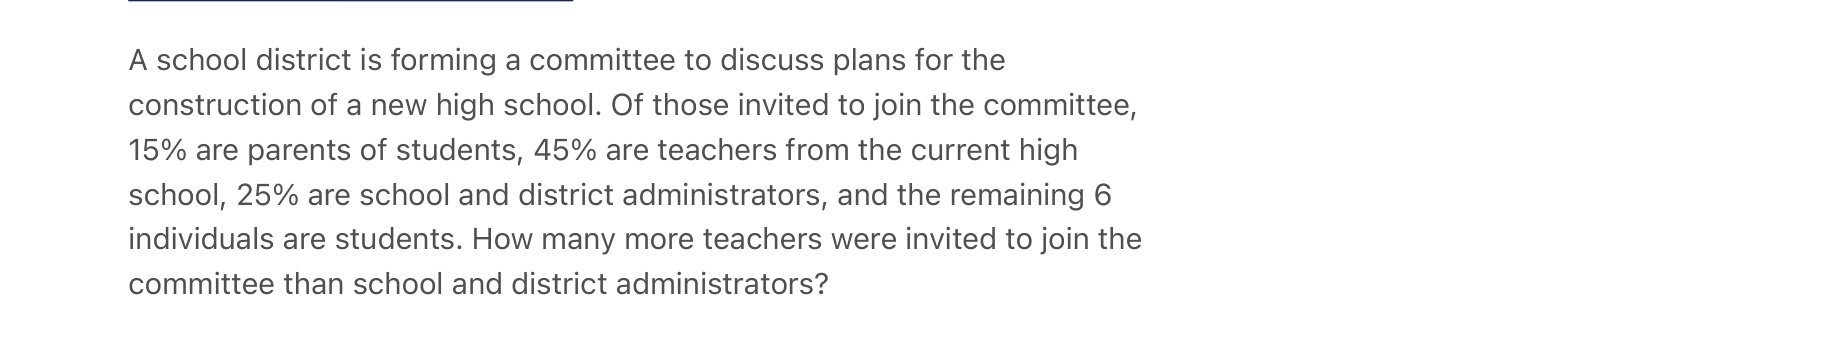 A school district is forming a committee to discuss plans for the
construction of a new high school. Of those invited to join the committee,
15% are parents of students, 45% are teachers from the current high
school, 25% are school and district administrators, and the remaining 6
individuals are students. How many more teachers were invited to join the
committee than school and district administrators?